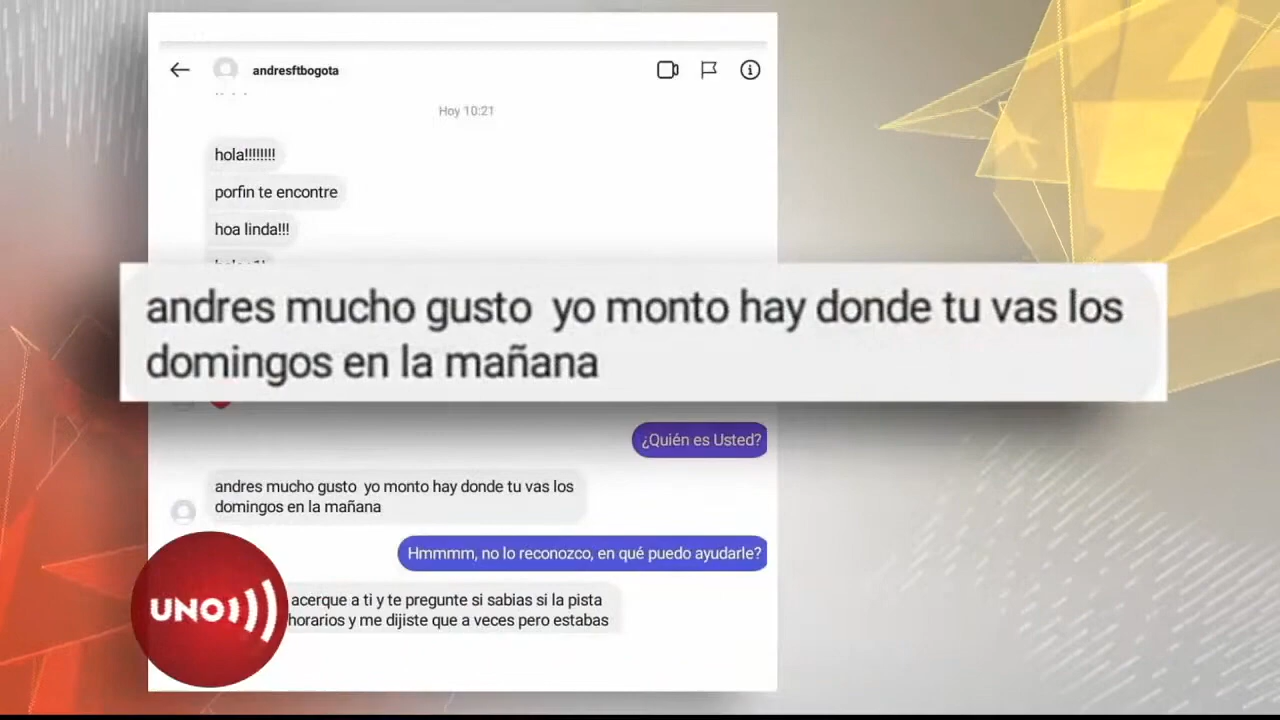 andresftbogota
Hoy 10:21
hola!!!!!!!!
porfin te encontre
hoa linda!!!
andres mucho gusto yo monto hay donde tu vas los
domingos en la mañana
¿Quién es Usted?
andres mucho gusto yo monto hay donde tu vas los
domingos en la mañana
Hmmmm, no lo reconozco, en qué puedo ayudarle?
acerque a ti y te pregunte si sabias si la pista
horarios y me dijiste que a veces pero estabas
UNO